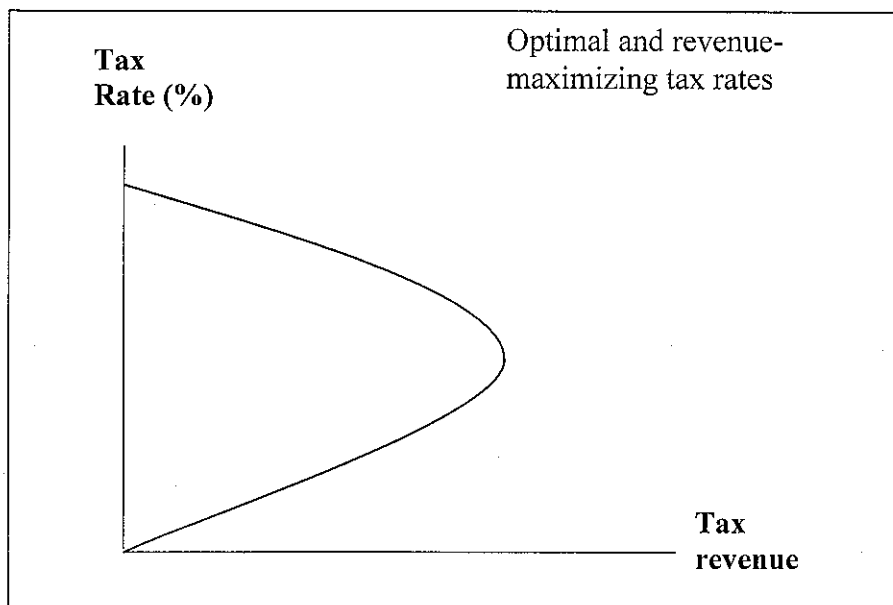 Optimal and revenue-
maximizing tax rates
Tax
Rate (%)
Tax
revenue